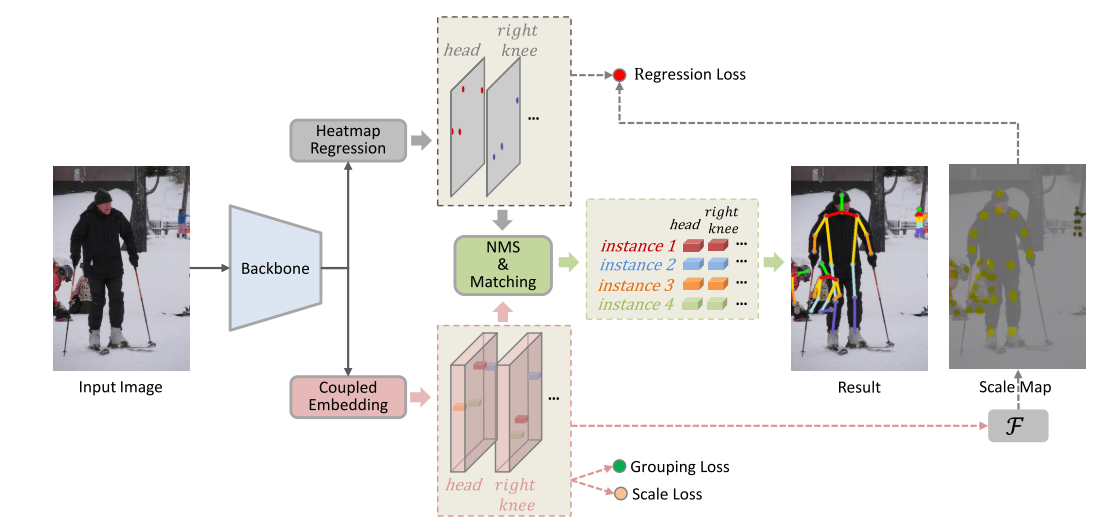 head
right
knee
...
Regression Loss
Heatmap
Regression
Backbone
NMS
&
Matching
head
right
knee
instance 1 ...
instance 2 ...
instance 3 ...
instance 4 ...
Input Image
Result
Scale Map
Coupled
Embedding
...
ℱ
head
right
knee
Grouping Loss
Scale Loss